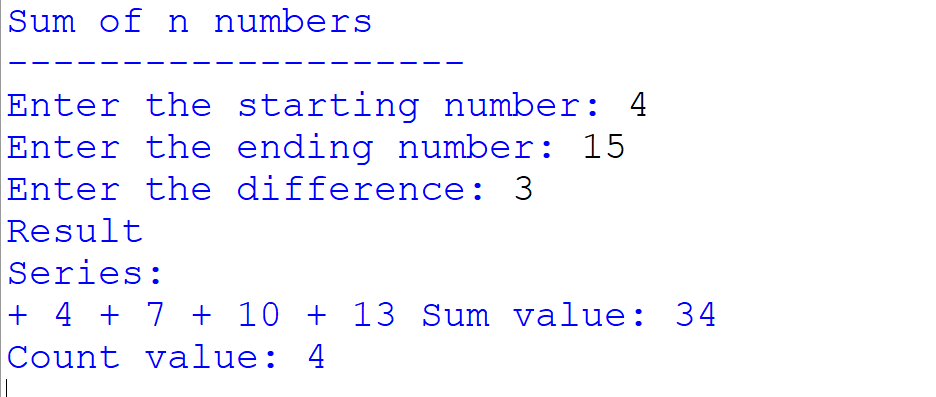 Sum of n numbers
--------------------
Enter the starting number: 4
Enter the ending number: 15
Enter the difference: 3
Result
Series:
+ 4 + 7 + 10 + 13 Sum value: 34
Count value: 4